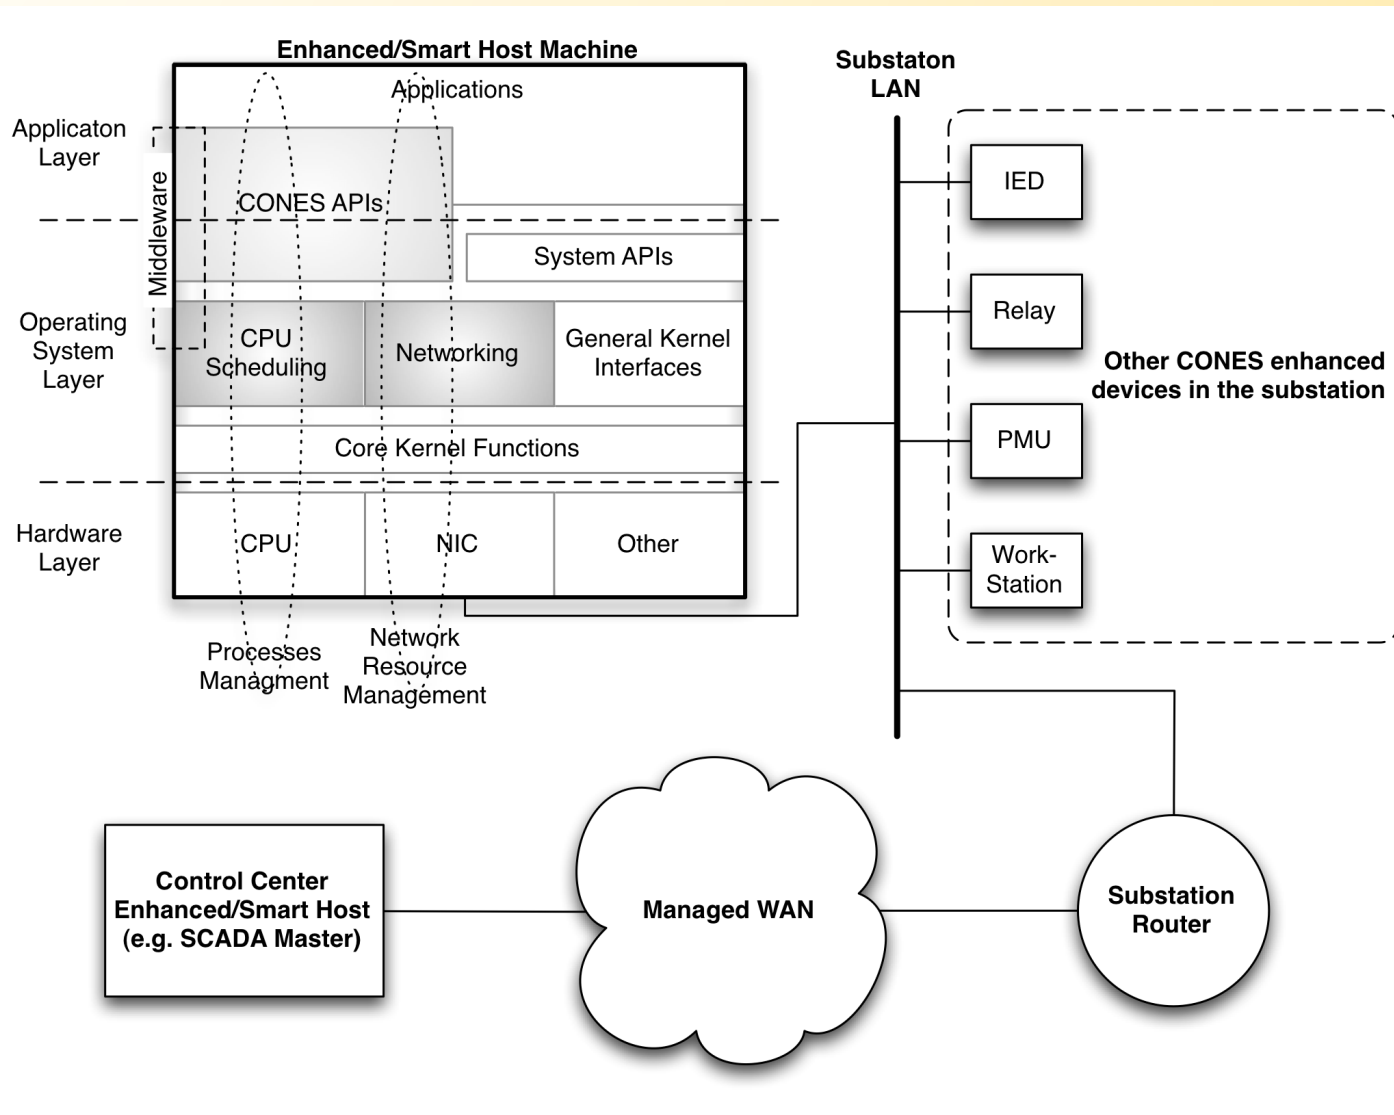 Enhanced/Smart Host Machine
Applications
Applicaton
Layer
Middleware
CONES APIs
System APIs
Operating
System
Layer
CPU
Scheduling
Networking
General Kernel
Interfaces
Core Kernel Functions
Hardware
Layer
CPU
NIC
Other
Processes
Managment
Network
Resource
Management
Substaton
LAN
IED
Relay
PMU
Work-
Station
Other CONES enhanced
devices in the substation
Control Center
Enhanced/Smart Host
(e.g. SCADA Master)
Managed WAN
Substation
Router